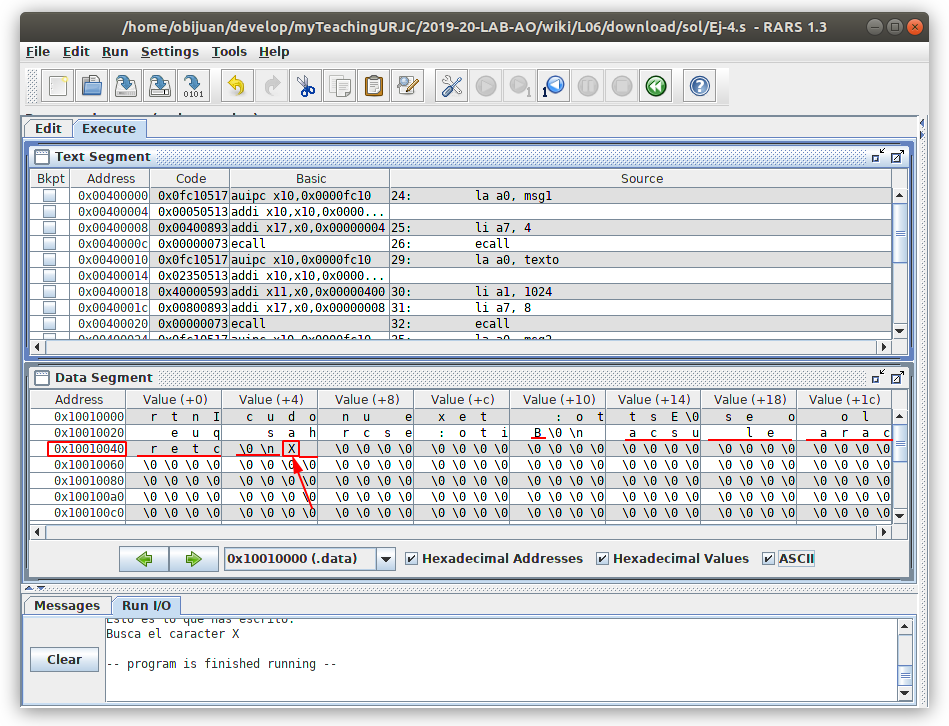 /home/obijuan/develop/myTeachingURJC/2019-20-LAB-AO/wiki/L06/download/sol/Ej-4.s - RARS 1.3
File Edit Run Settings Tools Help
Edit Execute
Text Segment
Bkpt Address Code Basic Source
0x00400000 0x0fc10517 auipc x10,0x0000fc10 24: la a0, msg1
0x00400004 0x00050513 addi x10,x10,0x0000...
0x00400008 0x00400893 addi x17,x0,0x00000004 25: li a7, 4
0x0040000c 0x00000073 ecall 26: ecall
0x00400010 0x0fc10517 auipc x10,0x0000fc10 29: la a0, texto
0x00400014 0x02350513 addi x10,x10,0x0000...
0x00400018 0x40000593 addi x11,x0,0x00000400 30: li a1, 1024
0x0040001c 0x00800893 addi x17,x0,0x00000008 31: li a7, 8
0x00400020 0x00000073 ecall 32: ecall
Data Segment
Address Value (+0) Value (+4) Value (+8) Value (+c) Value (+10) Value (+14) Value (+18) Value (+1c)
0x10010000 r t n I c u d o n u e x e t : o t t s E \0 s e o o l
0x10010020 e u q s a h r c s e : o t i B \0 \n a c s u l e a r a c
0x10010040 r e t c \0 \n X \0 \0 \0 \0 \0 \0 \0 \0 \0 \0 \0 \0 \0 \0 \0 \0 \0 \0 \0 \0 \0 \0 \0 \0
0x10010060 \0 \0 \0 \0 \0 \0 \0 \0 \0 \0 \0 \0 \0 \0 \0 \0 \0 \0 \0 \0 \0 \0 \0 \0 \0 \0 \0 \0 \0 \0 \0 \0
0x10010080 \0 \0 \0 \0 \0 \0 \0 \0 \0 \0 \0 \0 \0 \0 \0 \0 \0 \0 \0 \0 \0 \0 \0 \0 \0 \0 \0 \0 \0 \0 \0 \0
0x100100a0 \0 \0 \0 \0 \0 \0 \0 \0 \0 \0 \0 \0 \0 \0 \0 \0 \0 \0 \0 \0 \0 \0 \0 \0 \0 \0 \0 \0 \0 \0 \0 \0
0x100100c0 \0 \0 \0 \0 \0 \0 \0 \0 \0 \0 \0 \0 \0 \0 \0 \0 \0 \0 \0 \0 \0 \0 \0 \0 \0 \0 \0 \0 \0 \0 \0 \0
0x10010000 (.data) Hexadecimal Addresses Hexadecimal Values ASCII
Messages Run I/O
Esto es lo que has escrito:
Busca el caracter X
Clear
-- program is finished running --